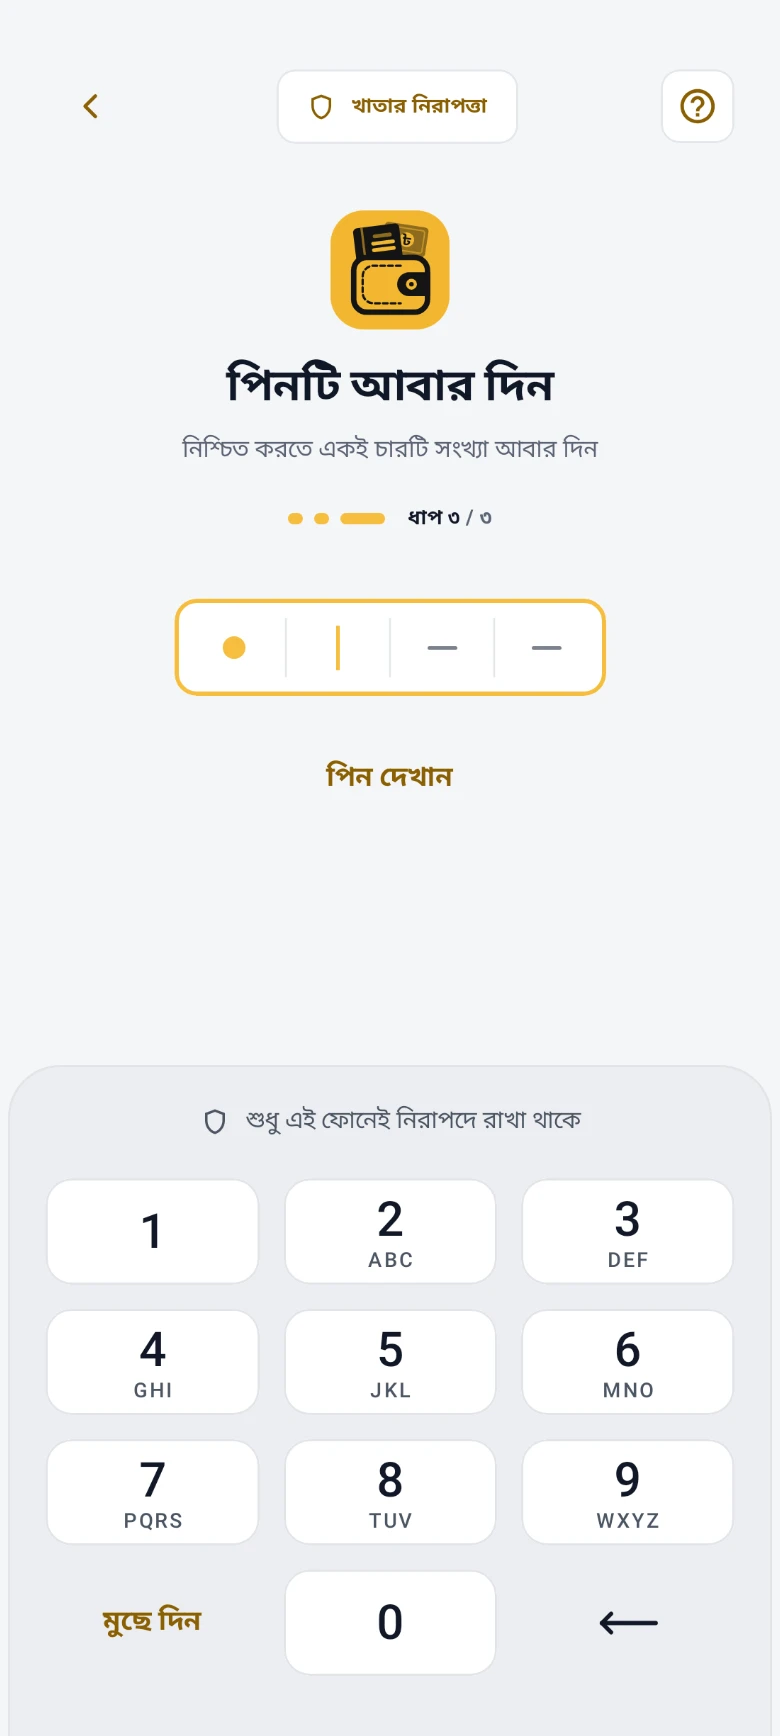 খাতার নিরাপত্তা
পিনটি আবার দিন
নিশ্চিত করতে একই চারটি সংখ্যা আবার দিন
ধাপ ৩ / ৩
পিন দেখান
শুধু এই ফোনেই নিরাপদে রাখা থাকে
1 2 3
ABC DEF
4 5 6
GHI JKL MNO
7 8 9
PQRS TUV WXYZ
মুছে দিন 0